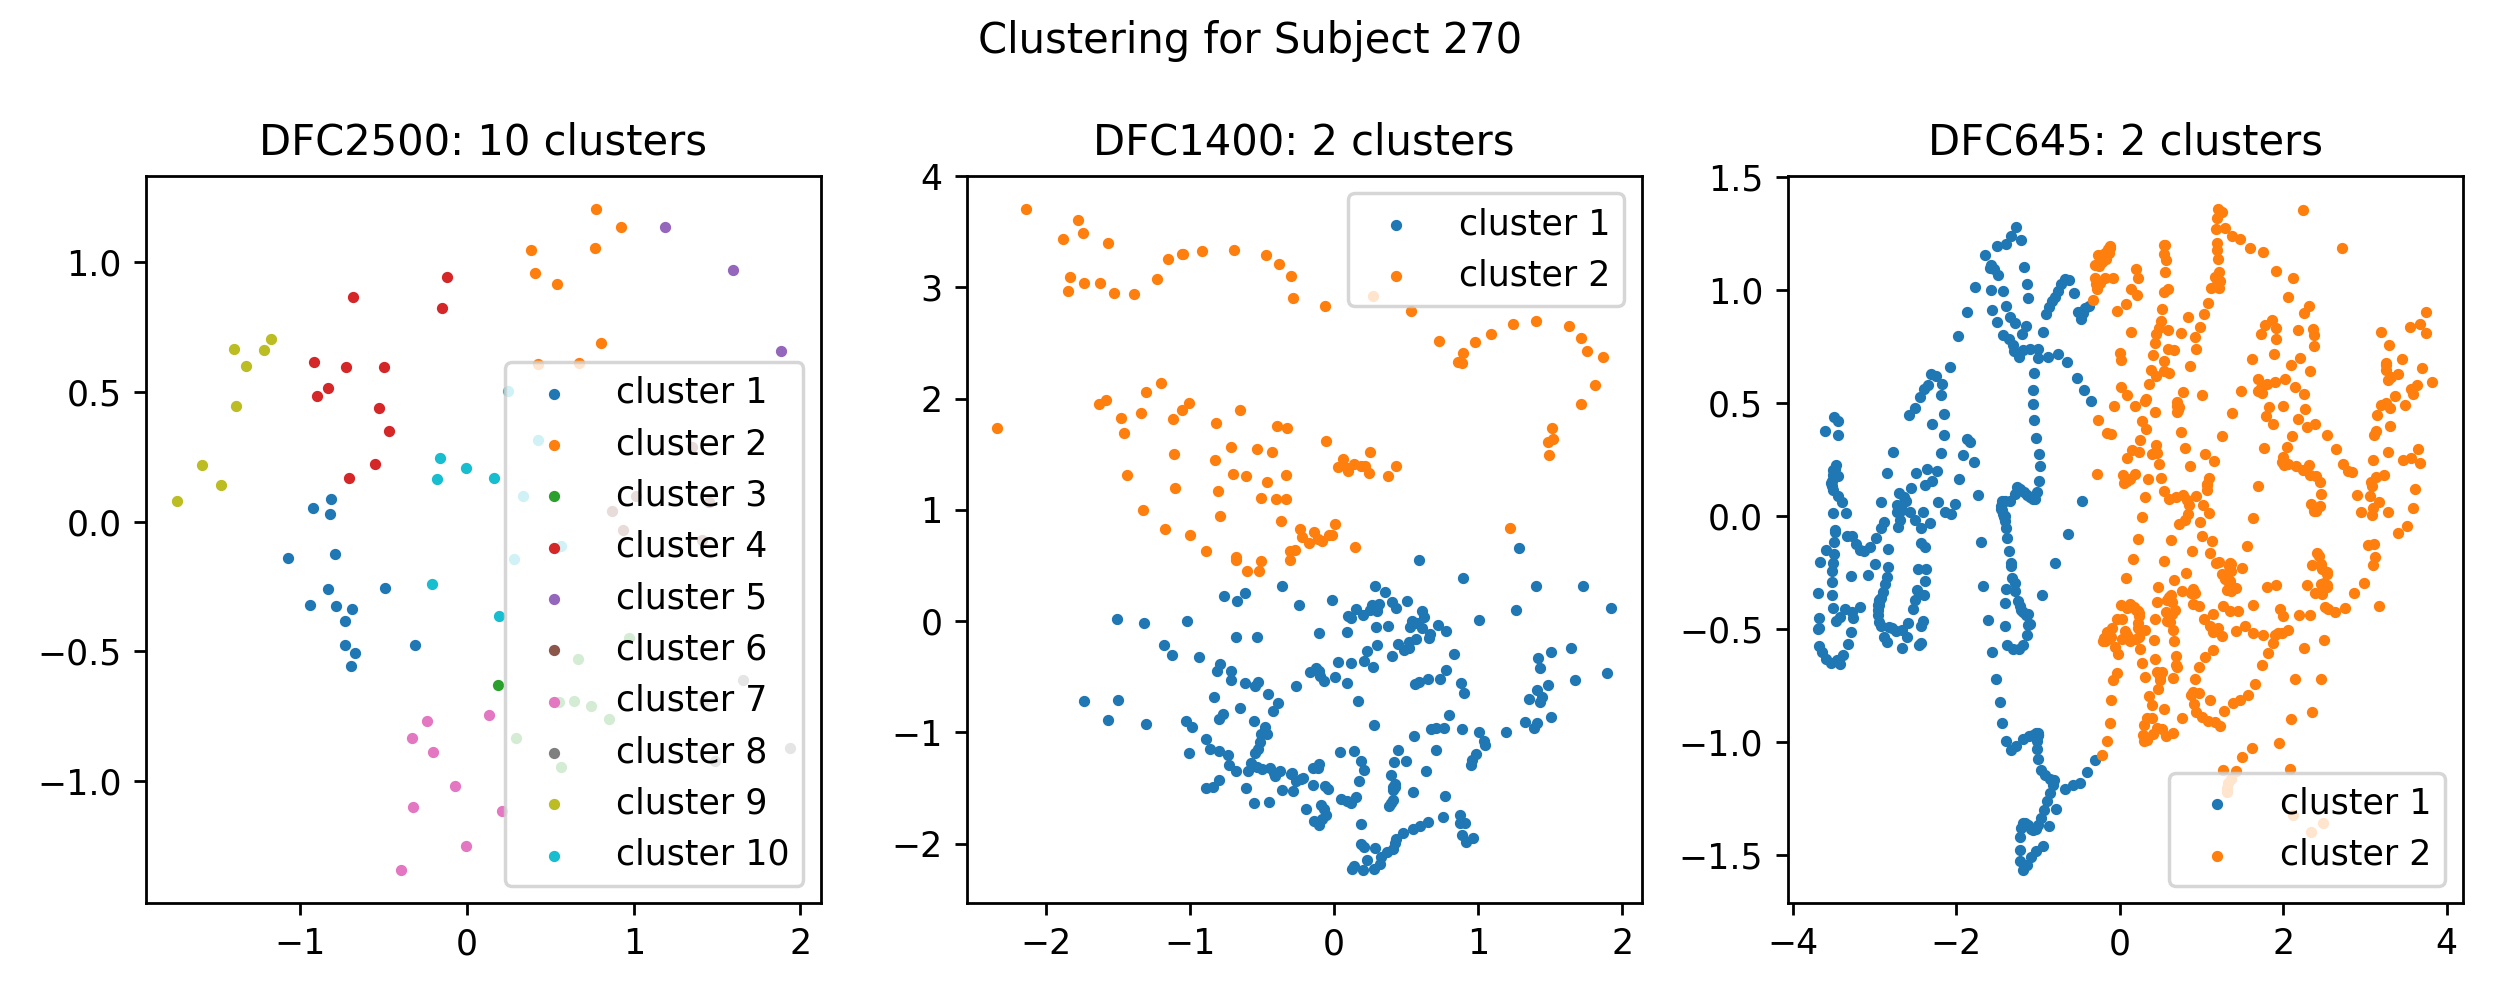 Clustering for Subject 270
DFC2500: 10 clusters
1.0
0.5
0.0
−0.5
−1.0
−1
0
1
2
cluster 1
cluster 2
cluster 3
cluster 4
cluster 5
cluster 6
cluster 7
cluster 8
cluster 9
cluster 10
DFC1400: 2 clusters
4
3
2
1
0
−1
−2
−2
−1
0
1
2
cluster 1
cluster 2
DFC645: 2 clusters
1.5
1.0
0.5
0.0
−0.5
−1.0
−1.5
−4
−2
0
2
4
cluster 1
cluster 2